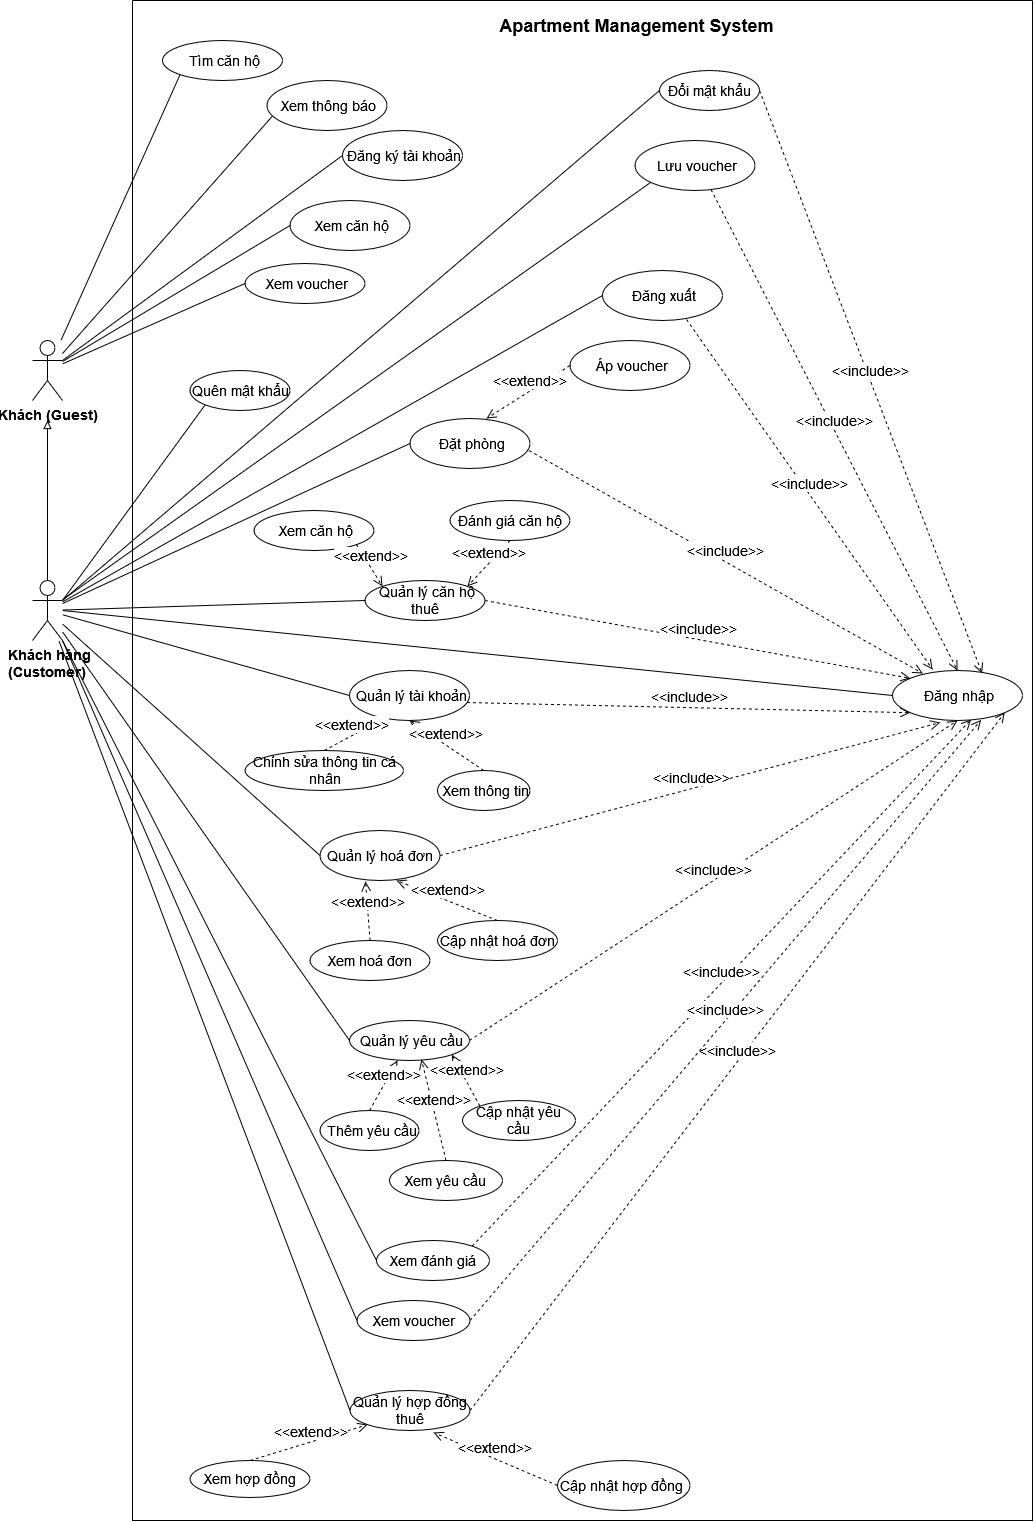 Apartment Management System
Tìm căn hộ
Đổi mật khẩu
Xem thông báo
Đăng ký tài khoản
Lưu voucher
Xem căn hộ
Xem voucher
Đăng xuất
Áp voucher
<<include>>
<<extend>>
Quên mật khẩu
Khách (Guest)
<<include>>
Đặt phòng
<<include>>
Xem căn hộ
Đánh giá căn hộ
<<extend>>
<<extend>>
<<include>>
Quản lý căn hộ
thuê
<<include>>
Khách hàng
(Customer)
Quản lý tài khoản
<<include>>
Đăng nhập
<<extend>>
<<extend>>
Chỉnh sửa thông tin cá
nhân
Xem thông tin
<<include>>
Quản lý hoá đơn
<<include>>
<<extend>>
<<extend>>
Cập nhật hoá đơn
Xem hoá đơn
<<include>>
<<include>>
Quản lý yêu cầu
<<include>>
<<extend>>
<<extend>>
<<extend>>
Cập nhật yêu
cầu
Thêm yêu cầu
Xem yêu cầu
Xem đánh giá
Xem voucher
Quản lý hợp đồng
thuê
<<extend>>
<<extend>>
Xem hợp đồng
Cập nhật hợp đồng